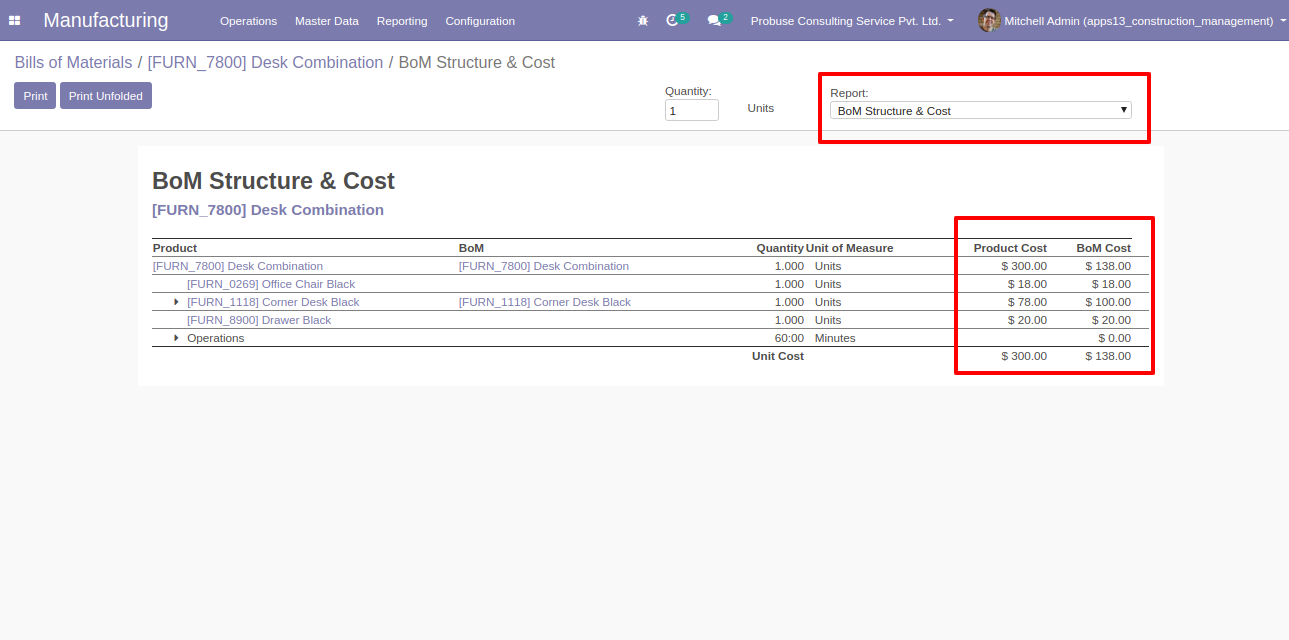 Manufacturing Operations Master Data Reporting Configuration 5 2 Probuse Consulting Service Pvt. Ltd. Mitchell Admin (apps13_construction_management)
Bills of Materials / [FURN_7800] Desk Combination / BoM Structure & Cost
Print Print Unfolded
Quantity:
1 Units
Report:
BoM Structure & Cost
BoM Structure & Cost
[FURN_7800] Desk Combination
Product BoM Quantity Unit of Measure Product Cost BoM Cost
[FURN_7800] Desk Combination [FURN_7800] Desk Combination 1.000 Units $ 300.00 $ 138.00
[FURN_0269] Office Chair Black 1.000 Units $ 18.00 $ 18.00
[FURN_1118] Corner Desk Black [FURN_1118] Corner Desk Black 1.000 Units $ 78.00 $ 100.00
[FURN_8900] Drawer Black 1.000 Units $ 20.00 $ 20.00
Operations 60:00 Minutes $ 0.00
Unit Cost $ 300.00 $ 138.00